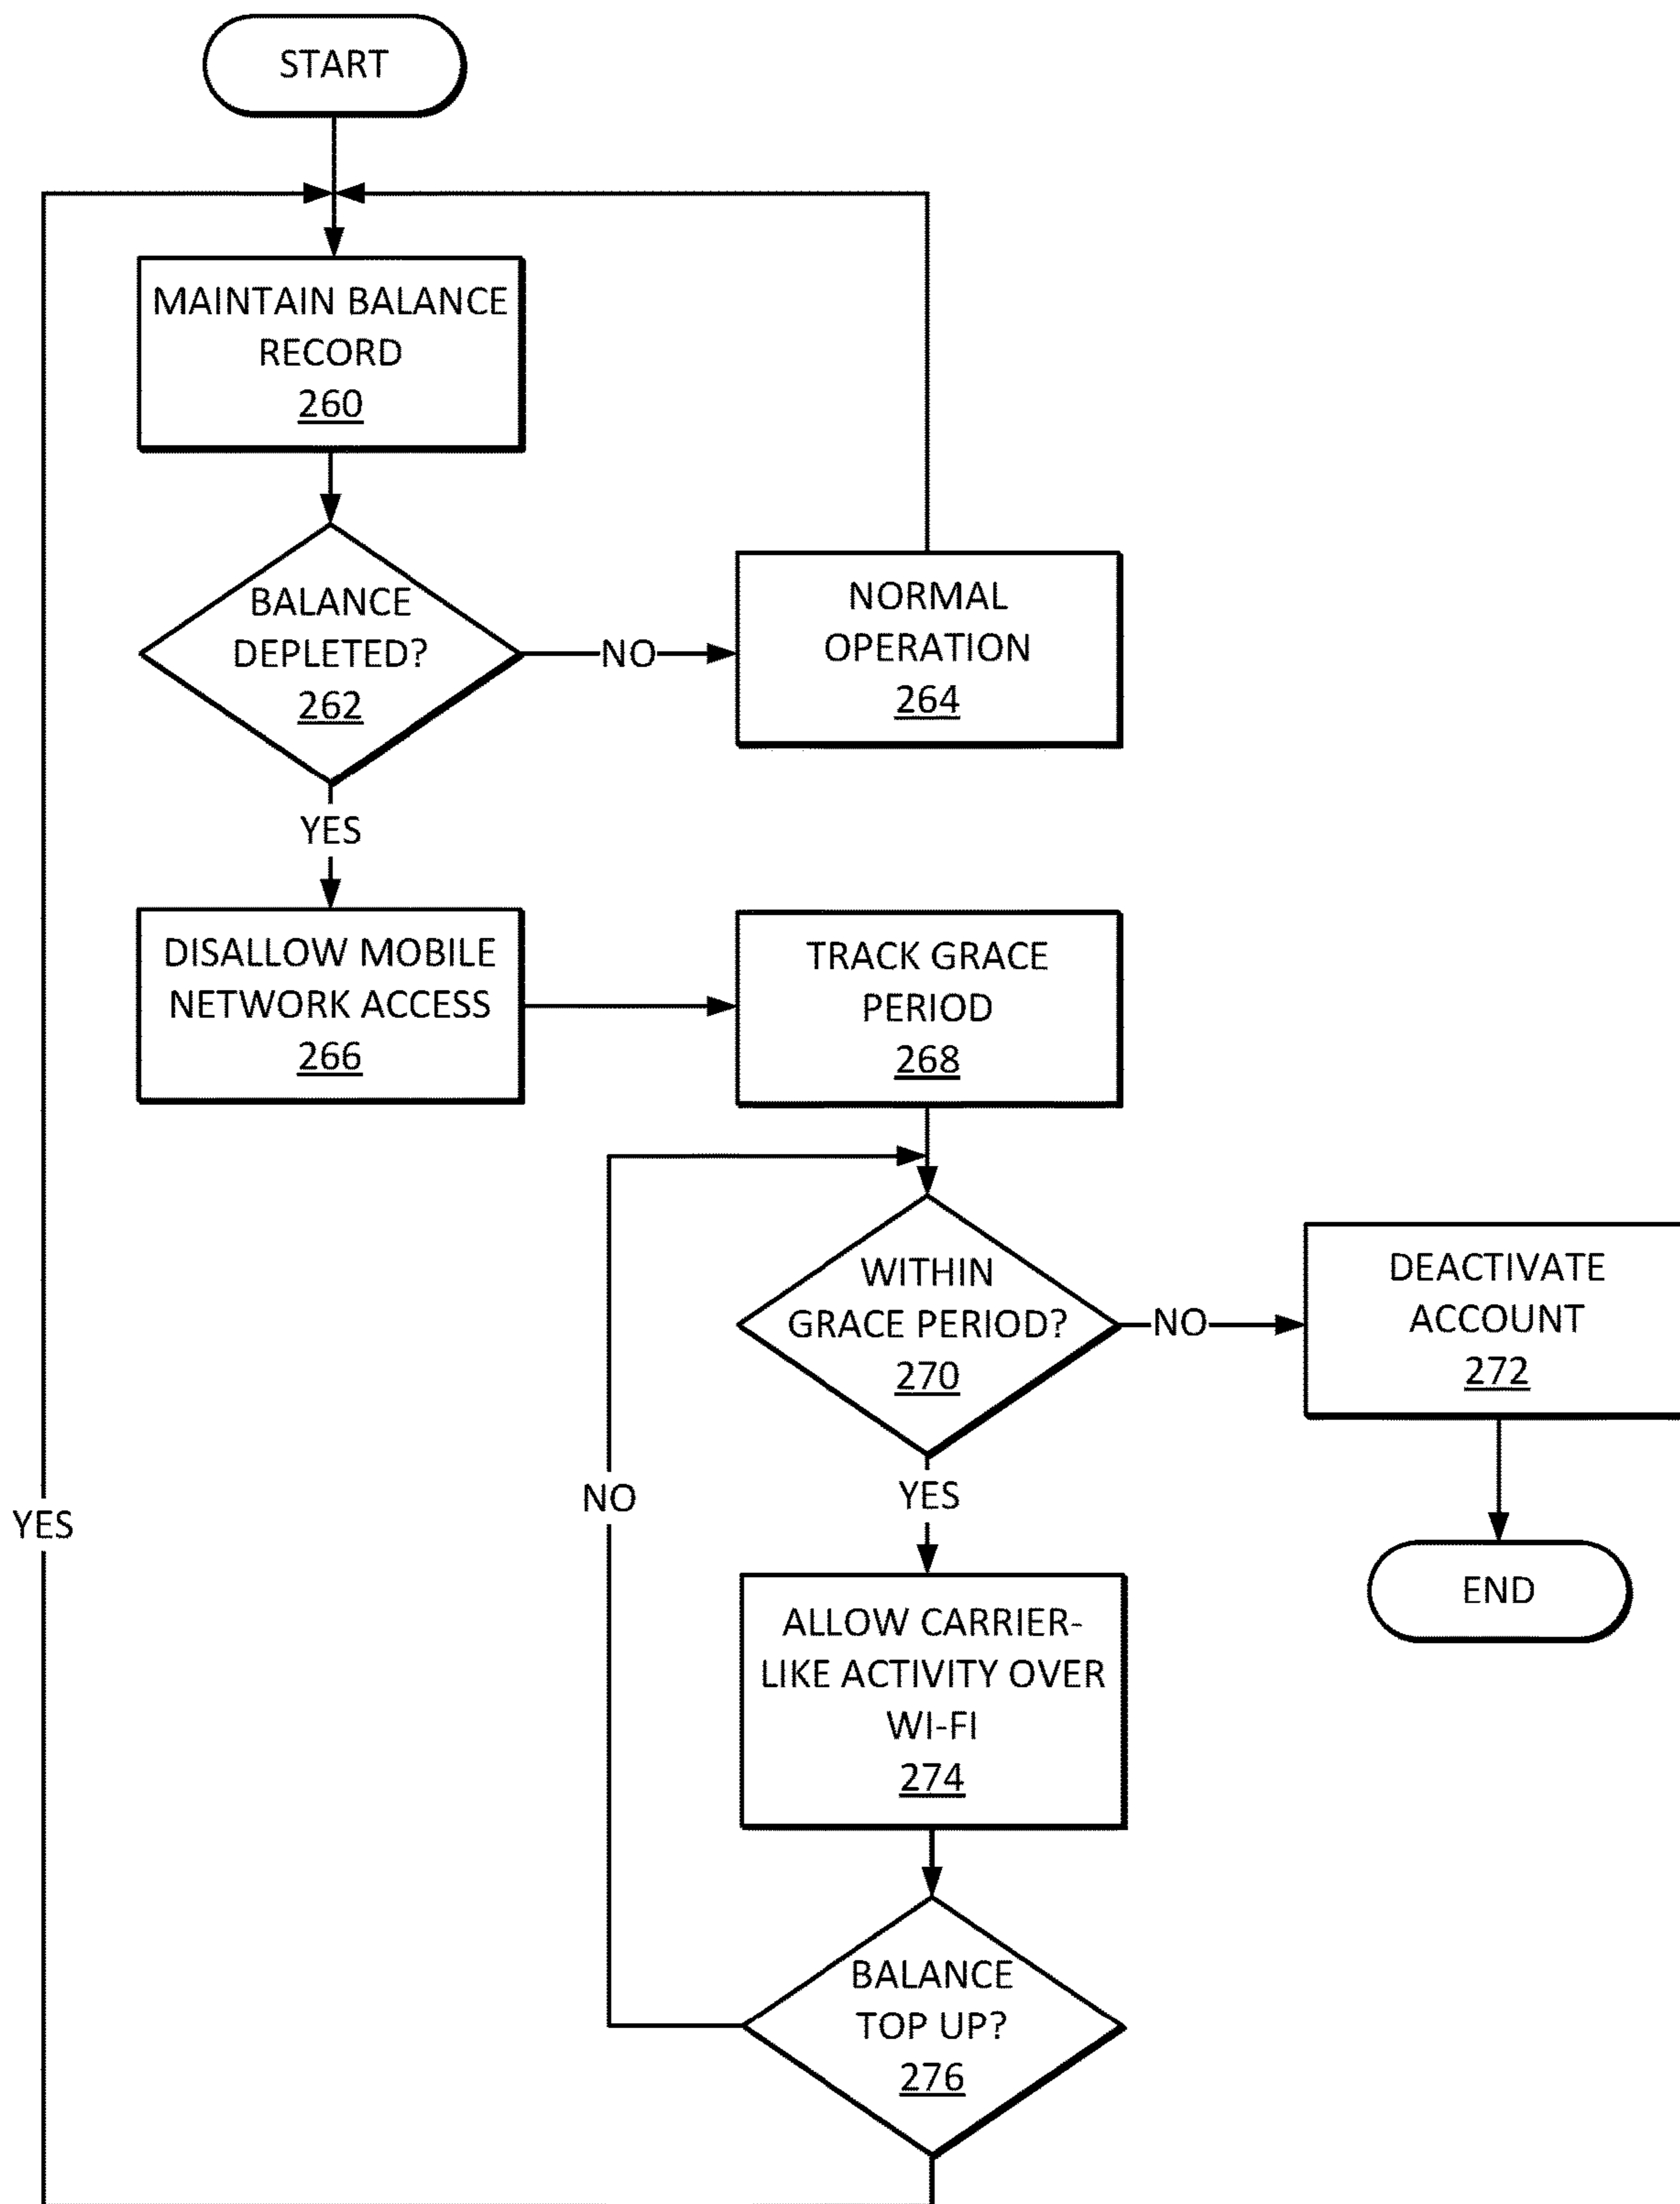 START
MAINTAIN BALANCE
RECORD
260
BALANCE
DEPLETED?
262
NO
NORMAL
OPERATION
264
YES
DISALLOW MOBILE
NETWORK ACCESS
266
TRACK GRACE
PERIOD
268
WITHIN
GRACE PERIOD?
270
NO
DEACTIVATE
ACCOUNT
272
END
YES
ALLOW CARRIER-
LIKE ACTIVITY OVER
WI-FI
274
BALANCE
TOP UP?
276
NO
YES